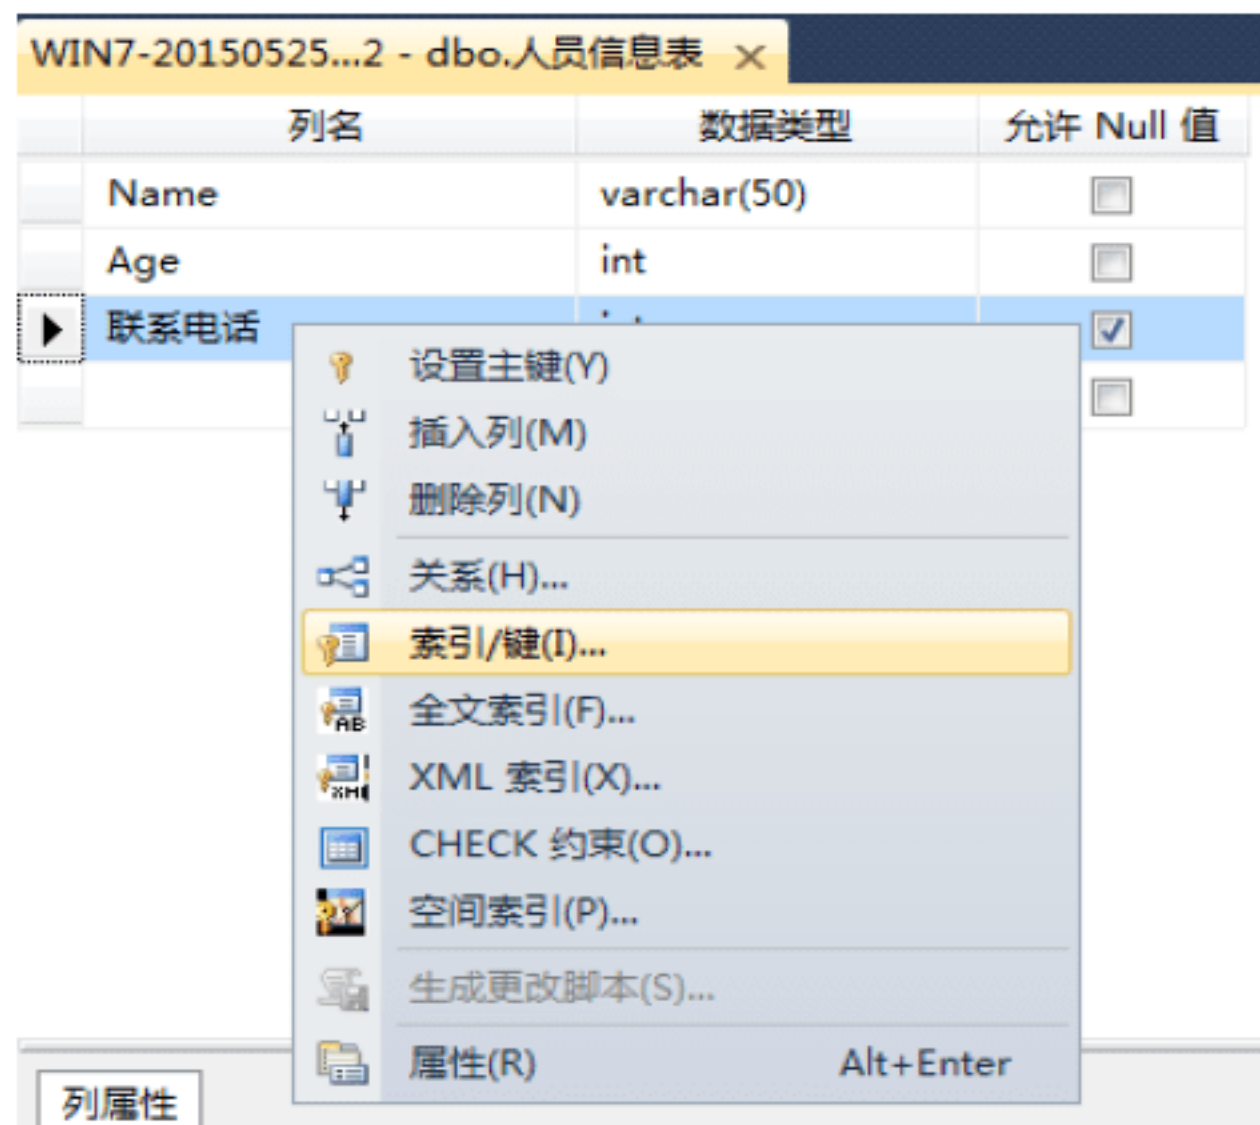 WIN7-20150525...2 - dbo.人员信息表 ×
列名 数据类型 允许 Null 值
Name varchar(50)
Age int
联系电话
设置主键(Y)
插入列(M)
删除列(N)
关系(H)...
索引/键(I)...
全文索引(F)...
XML 索引(X)...
CHECK 约束(O)...
空间索引(P)...
生成更改脚本(S)...
属性(R) Alt+Enter
列属性